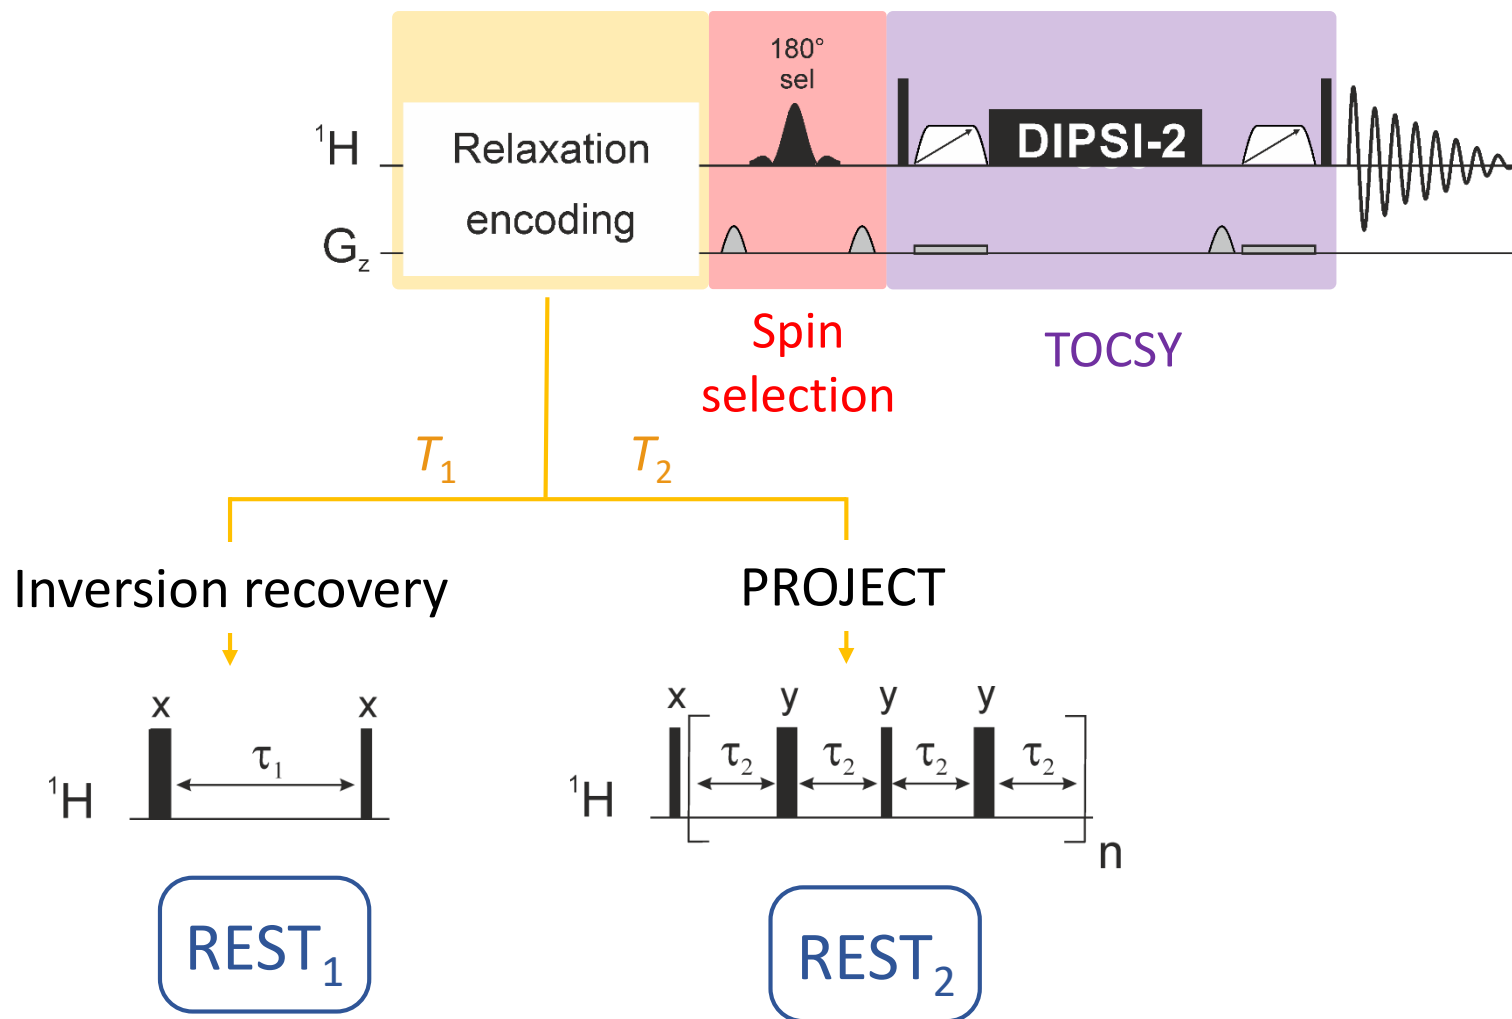 180°
sel
¹H
Relaxation
encoding
DIPSI-2
G₂
Spin
selection
TOCSY
T₁
T₂
Inversion recovery
PROJECT
x
x
τ₁
¹H
x
y
y
y
τ₂
τ₂
τ₂
τ₂
¹H
n
REST₁
REST₂